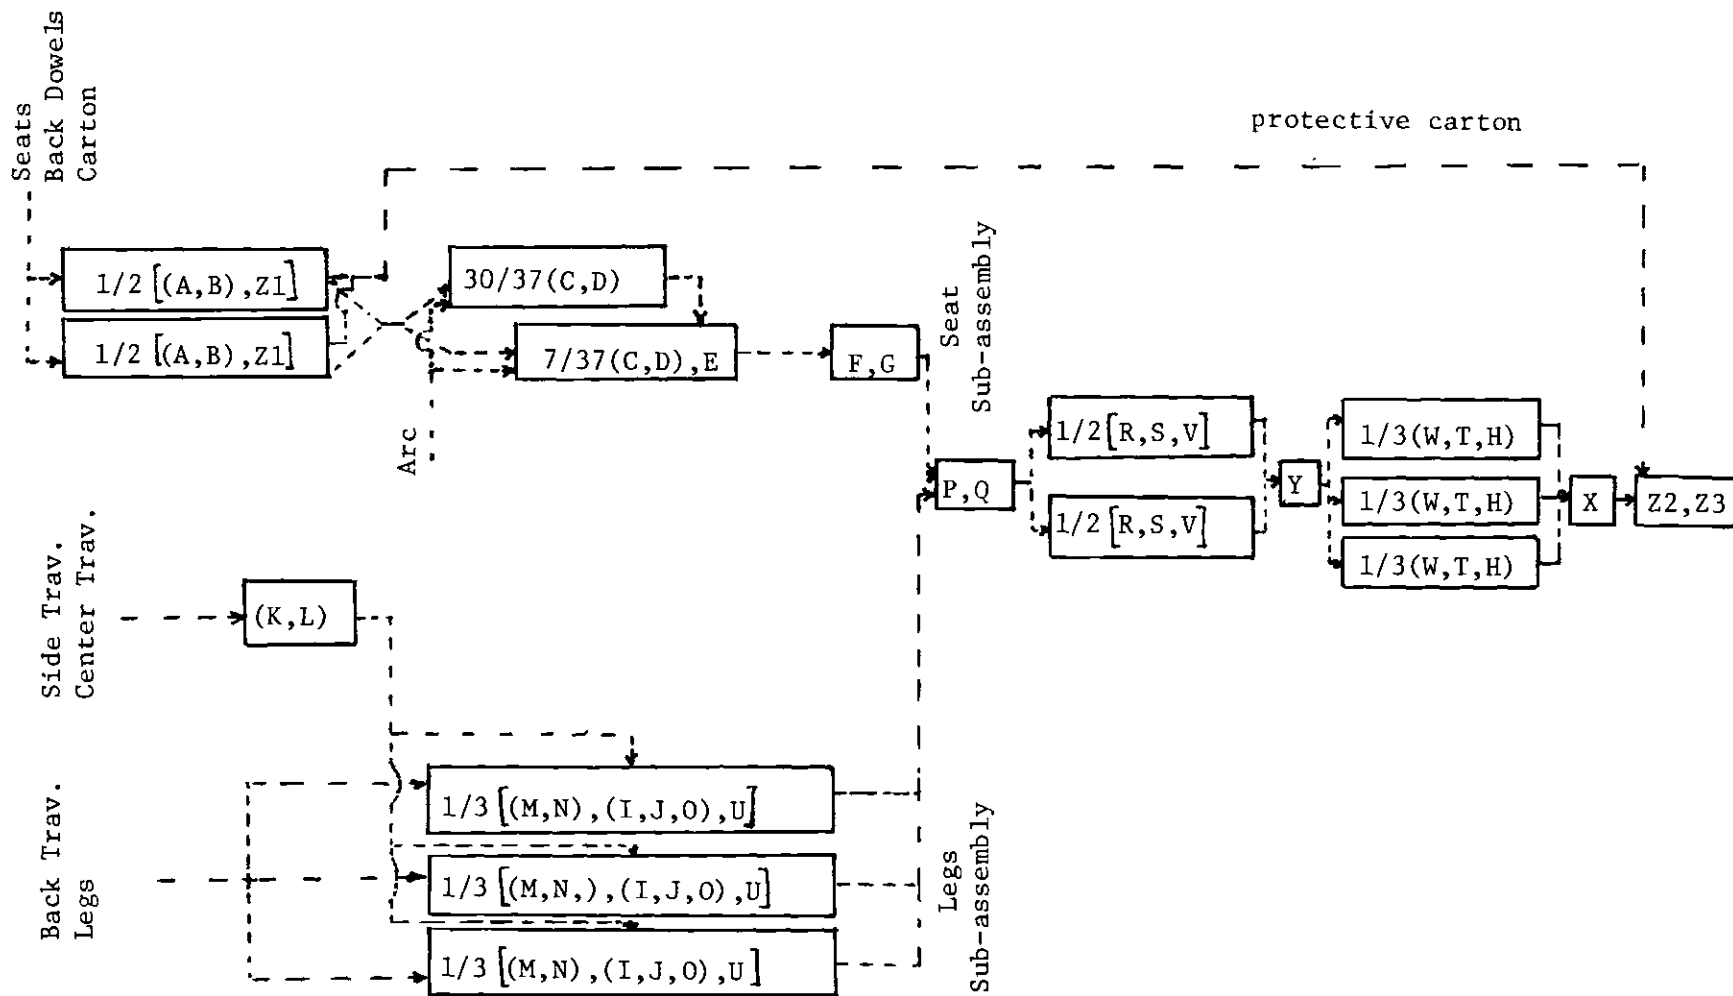 Seats
Back Dowels
Carton
protective carton
1/2[(A,B),Z1]
1/2[(A,B),Z1]
30/37(C,D)
7/37(C,D),E
F,G
Arc
Seat
Sub-assembly
P,Q
1/2[R,S,V]
1/2[R,S,V]
Y
1/3(W,T,H)
1/3(W,T,H)
1/3(W,T,H)
X
Z2,Z3
Side Trav.
Center Trav.
(K,L)
Back Trav.
Legs
1/3[(M,N),(I,J,O),U]
1/3[(M,N,),(I,J,O),U]
1/3[(M,N),(I,J,O),U]
Legs
Sub-assembly